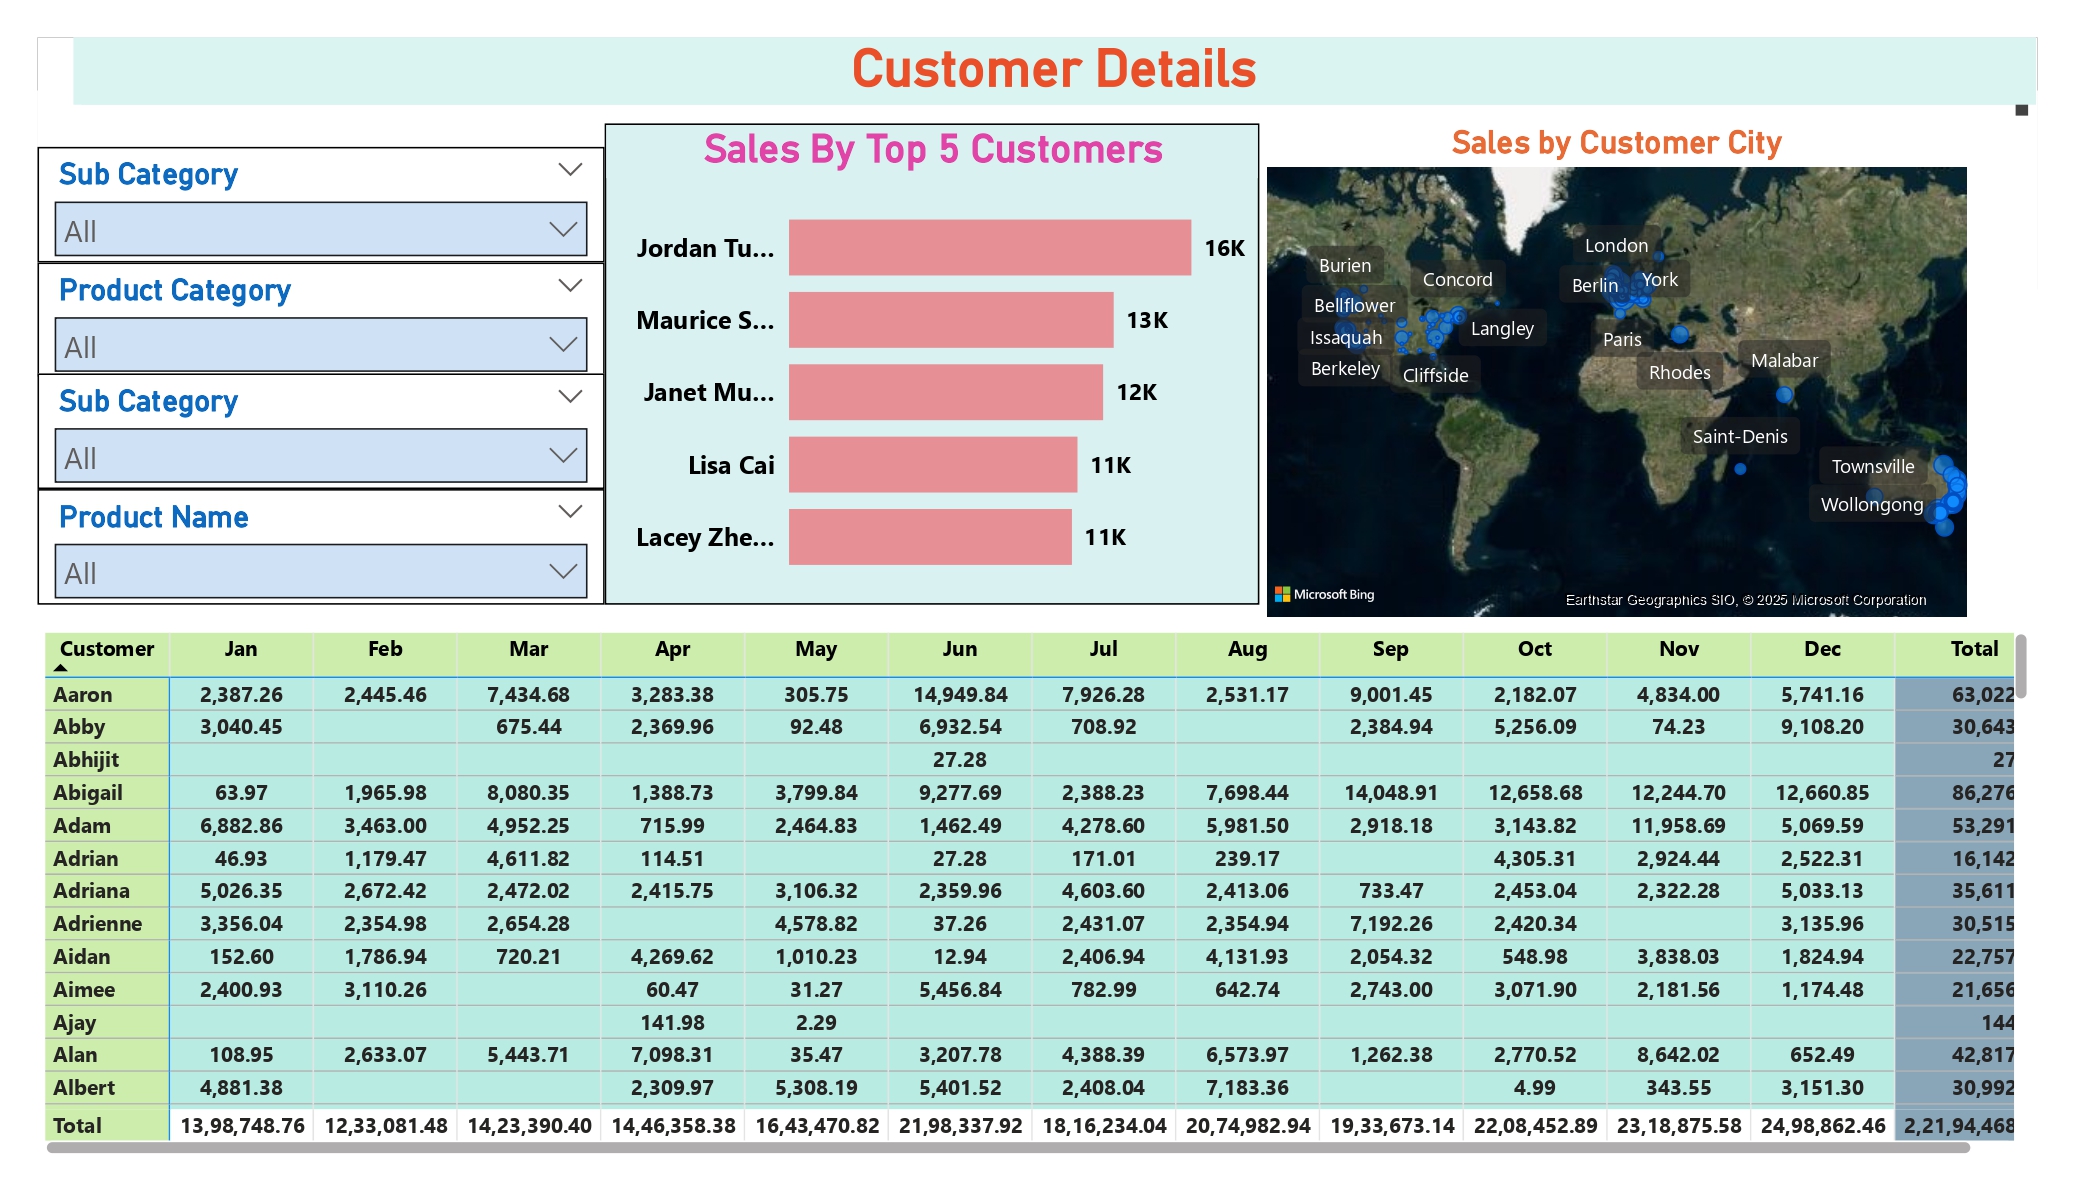 Customer Details
Sub Category
All
Product Category
All
Sub Category
All
Product Name
All
Sales By Top 5 Customers
Jordan Tu... 16K
Maurice S... 13K
Janet Mu... 12K
Lisa Cai 11K
Lacey Zhe... 11K
Sales by Customer City
London
Burien
Concord
Berlin
York
Bellflower
Langley
Issaquah
Paris
Malabar
Berkeley
Cliffside
Rhodes
Saint-Denis
Townsville
Wollongong
Microsoft Bing
Earthstar Geographics SIO, © 2025 Microsoft Corporation
Customer Jan Feb Mar Apr May Jun Jul Aug Sep Oct Nov Dec Total
Aaron 2,387.26 2,445.46 7,434.68 3,283.38 305.75 14,949.84 7,926.28 2,531.17 9,001.45 2,182.07 4,834.00 5,741.16 63,022
Abby 3,040.45 675.44 2,369.96 92.48 6,932.54 708.92 2,384.94 5,256.09 74.23 9,108.20 30,643
Abhijit 27.28 27
Abigail 63.97 1,965.98 8,080.35 1,388.73 3,799.84 9,277.69 2,388.23 7,698.44 14,048.91 12,658.68 12,244.70 12,660.85 86,276
Adam 6,882.86 3,463.00 4,952.25 715.99 2,464.83 1,462.49 4,278.60 5,981.50 2,918.18 3,143.82 11,958.69 5,069.59 53,291
Adrian 46.93 1,179.47 4,611.82 114.51 27.28 171.01 239.17 4,305.31 2,924.44 2,522.31 16,142
Adriana 5,026.35 2,672.42 2,472.02 2,415.75 3,106.32 2,359.96 4,603.60 2,413.06 733.47 2,453.04 2,322.28 5,033.13 35,611
Adrienne 3,356.04 2,354.98 2,654.28 4,578.82 37.26 2,431.07 2,354.94 7,192.26 2,420.34 3,135.96 30,515
Aidan 152.60 1,786.94 720.21 4,269.62 1,010.23 12.94 2,406.94 4,131.93 2,054.32 548.98 3,838.03 1,824.94 22,757
Aimee 2,400.93 3,110.26 60.47 31.27 5,456.84 782.99 642.74 2,743.00 3,071.90 2,181.56 1,174.48 21,656
Ajay 141.98 2.29 144
Alan 108.95 2,633.07 5,443.71 7,098.31 35.47 3,207.78 4,388.39 6,573.97 1,262.38 2,770.52 8,642.02 652.49 42,817
Albert 4,881.38 2,309.97 5,308.19 5,401.52 2,408.04 7,183.36 4.99 343.55 3,151.30 30,992
Total 13,98,748.76 12,33,081.48 14,23,390.40 14,46,358.38 16,43,470.82 21,98,337.92 18,16,234.04 20,74,982.94 19,33,673.14 22,08,452.89 23,18,875.58 24,98,862.46 2,21,94,468